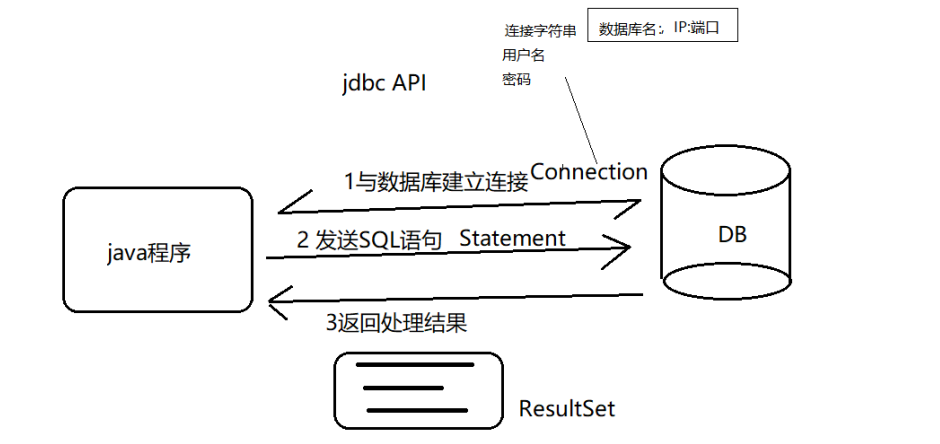 连接字符串
数据库名; IP:端口
用户名
密码
jdbc API
1与数据库建立连接
Connection
java程序
2 发送SQL语句
Statement
DB
3返回处理结果
ResultSet